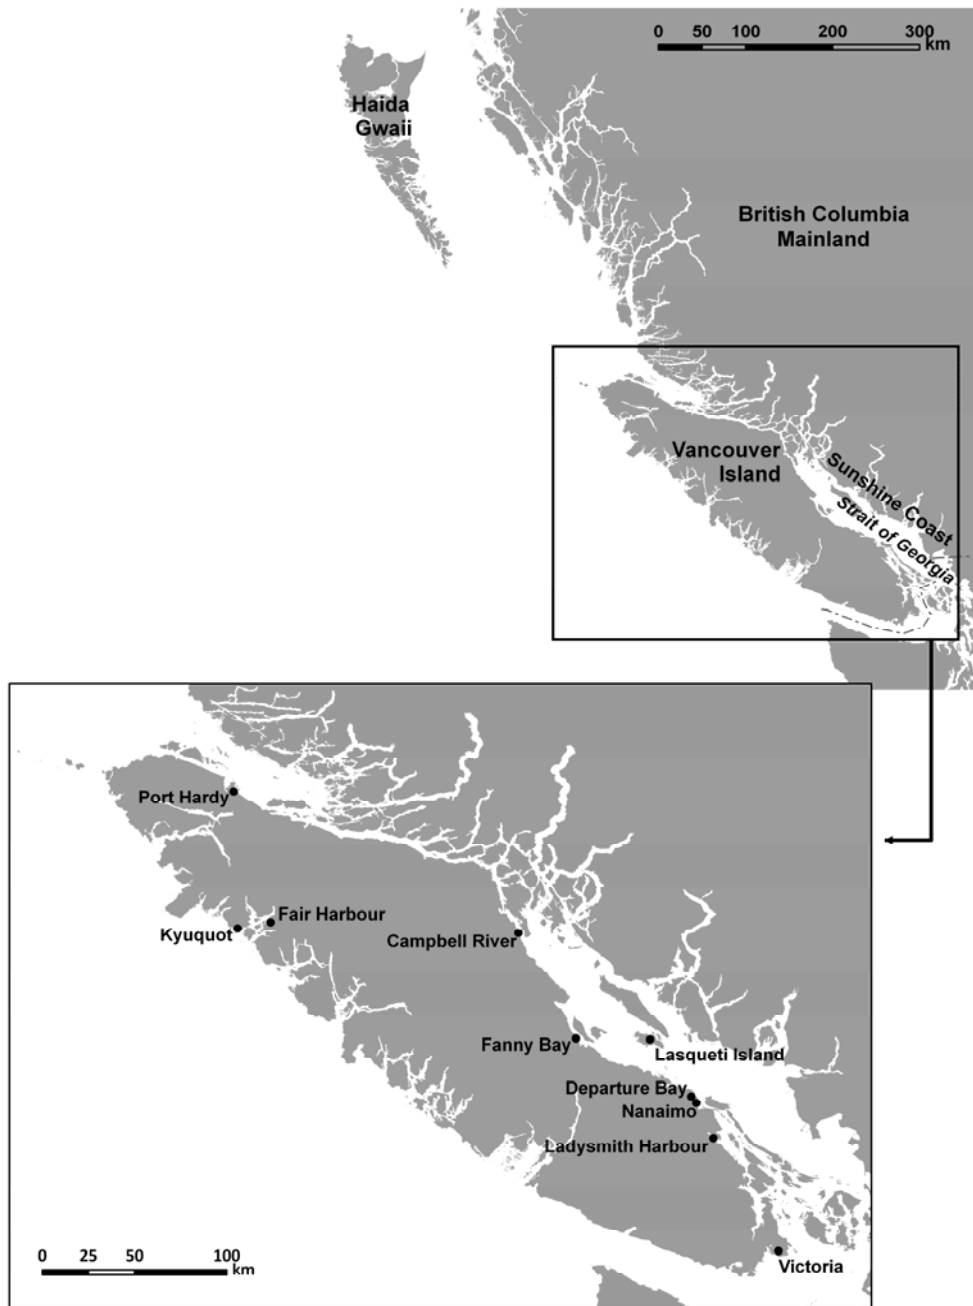 0 50 100 200 300
km
Haida
Gwaii
British Columbia
Mainland
Vancouver
Island
Sunshine Coast
Strait of Georgia
Port Hardy
Fair Harbour
Kyuquot
Campbell River
Fanny Bay
Lasqueti Island
Departure Bay
Nanaimo
Ladysmith Harbour
0 25 50 100
km
Victoria